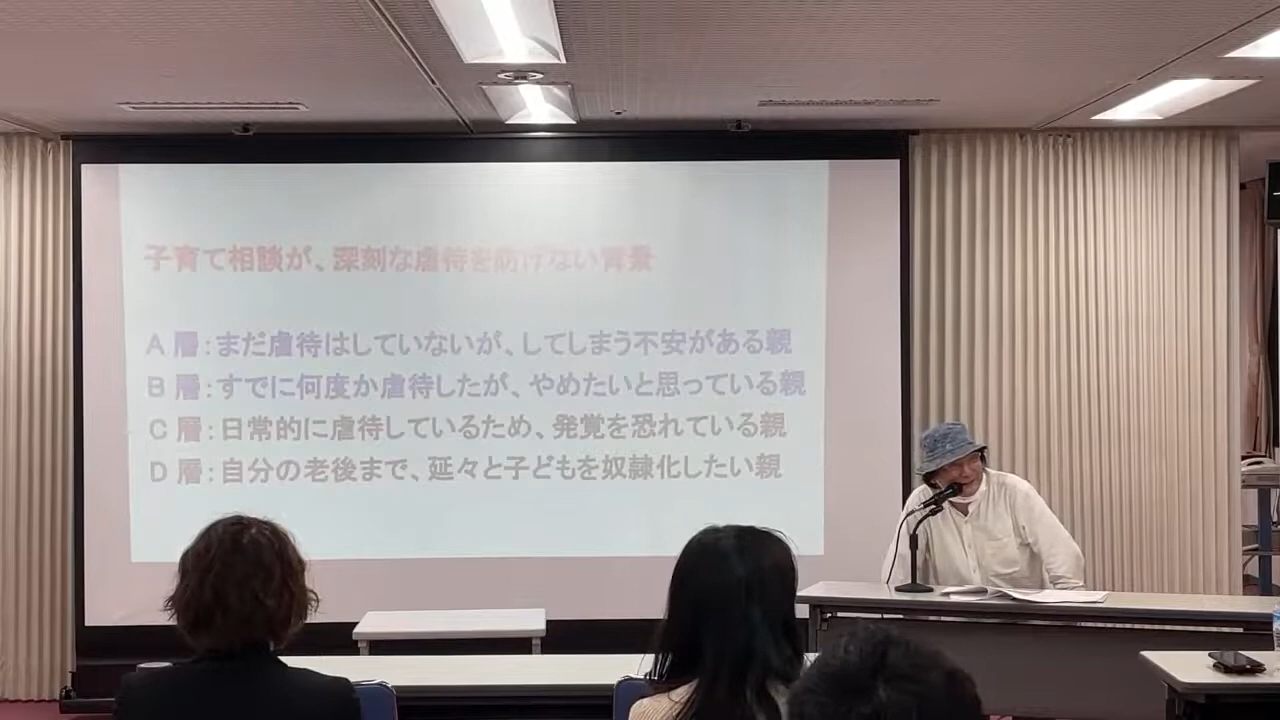 子育て相談が、深刻な虐待を防げない背景
A 層：まだ虐待はしていないが、してしまう不安がある親
B 層：すでに何度か虐待したが、やめたいと思っている親
C 層：日常的に虐待しているため、発覚を恐れている親
D 層：自分の老後まで、延々と子どもを奴隷化したい親